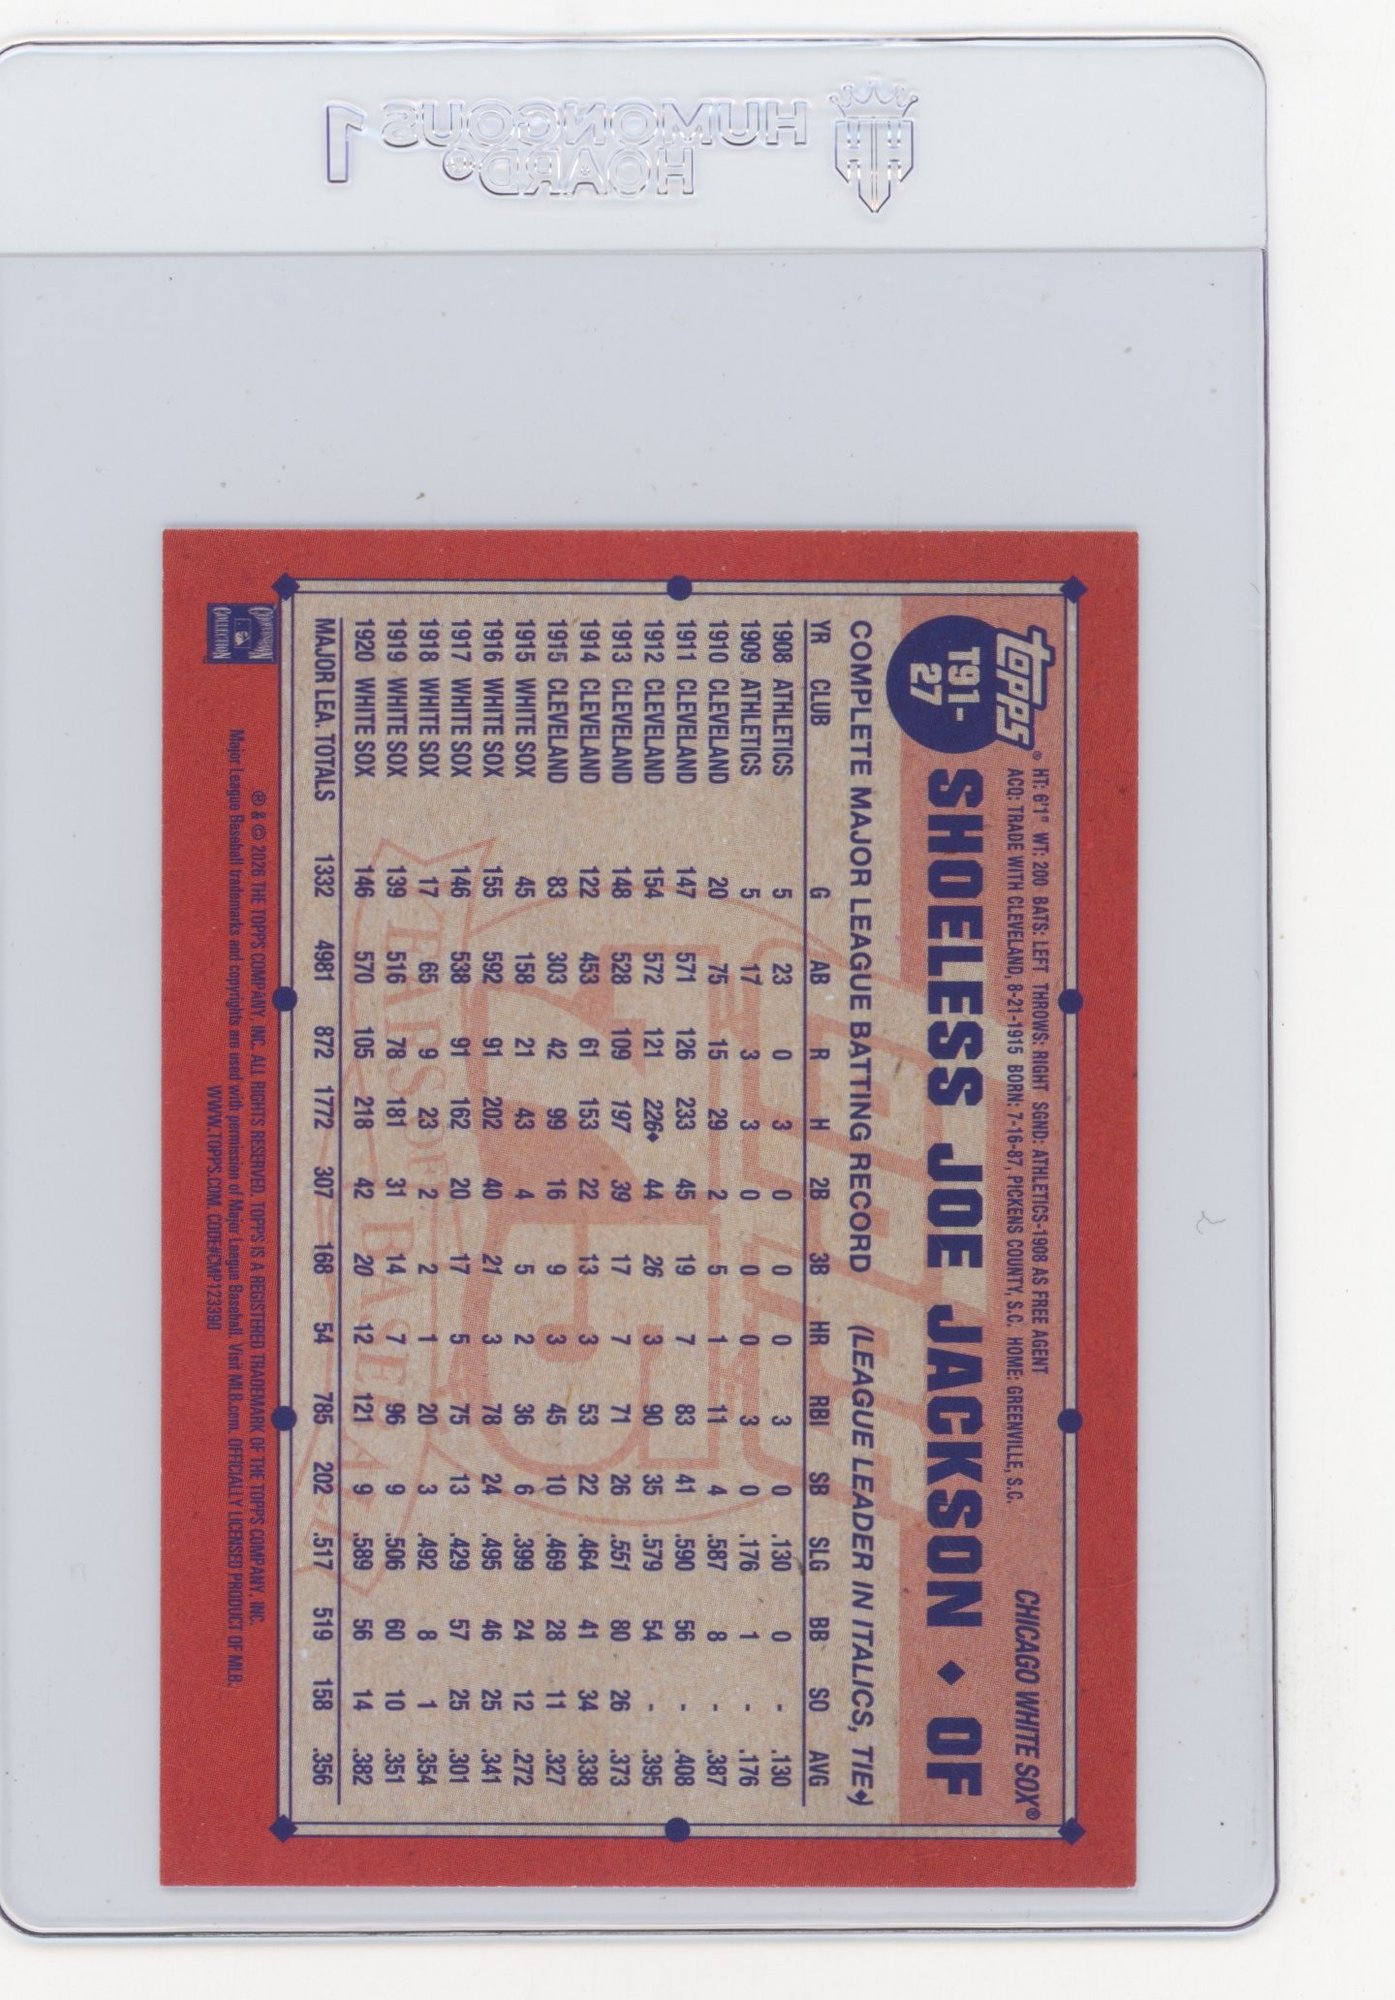 HUMONGOUS 1
HOARD®
topps®
T91-
27
HT: 6'1" WT: 200 BATS: LEFT THROWS: RIGHT SGND: ATHLETICS-1908 AS FREE AGENT
ACQ: TRADE WITH CLEVELAND, 8-21-1915 BORN: 7-16-87, PICKENS COUNTY, S.C. HOME: GREENVILLE, S.C.
CHICAGO WHITE SOX®
SHOELESS JOE JACKSON ♦ OF
COMPLETE MAJOR LEAGUE BATTING RECORD (LEAGUE LEADER IN ITALICS, TIE♦)
YR CLUB G AB R H 2B 3B HR RBI SB SLG BB SO AVG
1908 ATHLETICS 5 23 0 3 0 0 0 3 0 .130 0 - .130
1909 ATHLETICS 5 17 3 3 0 0 0 3 0 .176 1 - .176
1910 CLEVELAND 20 75 15 29 2 5 1 11 4 .587 8 - .387
1911 CLEVELAND 147 571 126 233 45 19 7 83 41 .590 56 - .408
1912 CLEVELAND 154 572 121 226♦ 44 26 3 90 35 .579 54 - .395
1913 CLEVELAND 148 528 109 197 39 17 7 71 26 .551 80 26 .373
1914 CLEVELAND 122 453 61 153 22 13 3 53 22 .464 41 34 .338
1915 CLEVELAND 83 303 42 99 16 9 3 45 10 .469 28 11 .327
1915 WHITE SOX 45 158 21 43 4 5 2 36 6 .399 24 12 .272
1916 WHITE SOX 155 592 91 202 40 21 3 78 24 .495 46 25 .341
1917 WHITE SOX 146 538 91 162 20 17 5 75 13 .429 57 25 .301
1918 WHITE SOX 17 65 9 23 2 2 1 20 3 .492 8 1 .354
1919 WHITE SOX 139 516 78 181 31 14 7 96 9 .506 60 10 .351
1920 WHITE SOX 146 570 105 218 42 20 12 121 9 .589 56 14 .382
MAJOR LEA. TOTALS 1332 4981 872 1772 307 168 54 785 202 .517 519 158 .356
topps
YEARS OF BASEBALL
COOPERSTOWN
COLLECTION
® & © 2026 THE TOPPS COMPANY, INC. ALL RIGHTS RESERVED. TOPPS IS A REGISTERED TRADEMARK OF THE TOPPS COMPANY, INC.
Major League Baseball trademarks and copyrights are used with permission of Major League Baseball. Visit MLB.com. OFFICIALLY LICENSED PRODUCT OF MLB.
WWW.TOPPS.COM. CODE#CMP123390